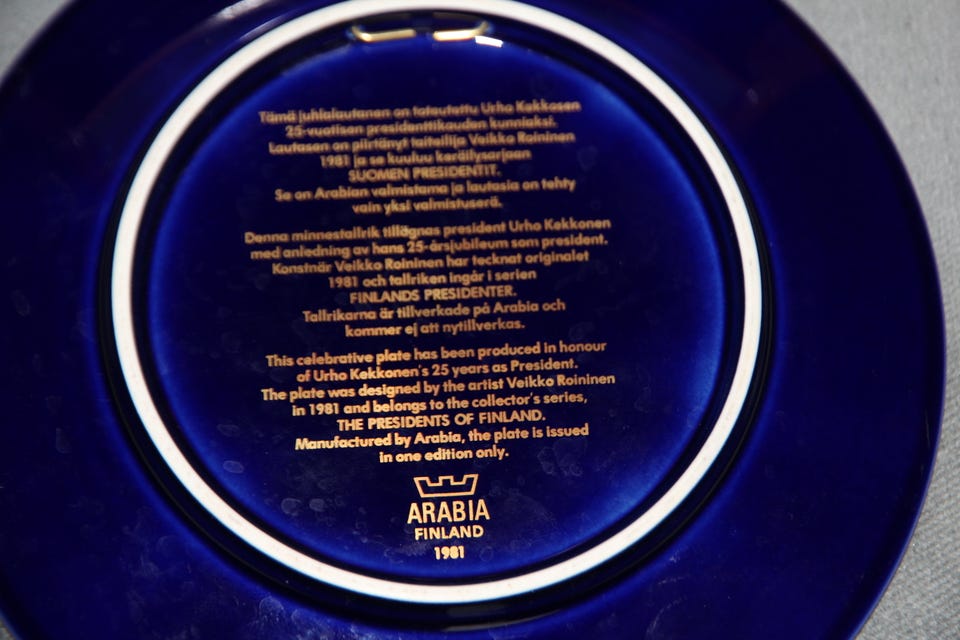 Tämä juhlalautanen on toteutettu Urho Kekkosen
25-vuotisen presidenttikauden kunniaksi.
Lautasen on piirtänyt taiteilija Veikko Roininen
1981 ja se kuuluu keräilysarjaan
SUOMEN PRESIDENTIT.
Se on Arabian valmistama ja lautasia on tehty
vain yksi valmistuserä.
Denna minnestallrik tillägnas president Urho Kekkonen
med anledning av hans 25-årsjubileum som president.
Konstnär Veikko Roininen har tecknat originalet
1981 och tallriken ingår i serien
FINLANDS PRESIDENTER.
Tallrikarna är tillverkade på Arabia och
kommer ej att nytillverkas.
This celebrative plate has been produced in honour
of Urho Kekkonen's 25 years as President.
The plate was designed by the artist Veikko Roininen
in 1981 and belongs to the collector's series,
THE PRESIDENTS OF FINLAND.
Manufactured by Arabia, the plate is issued
in one edition only.
ARABIA
FINLAND
1981